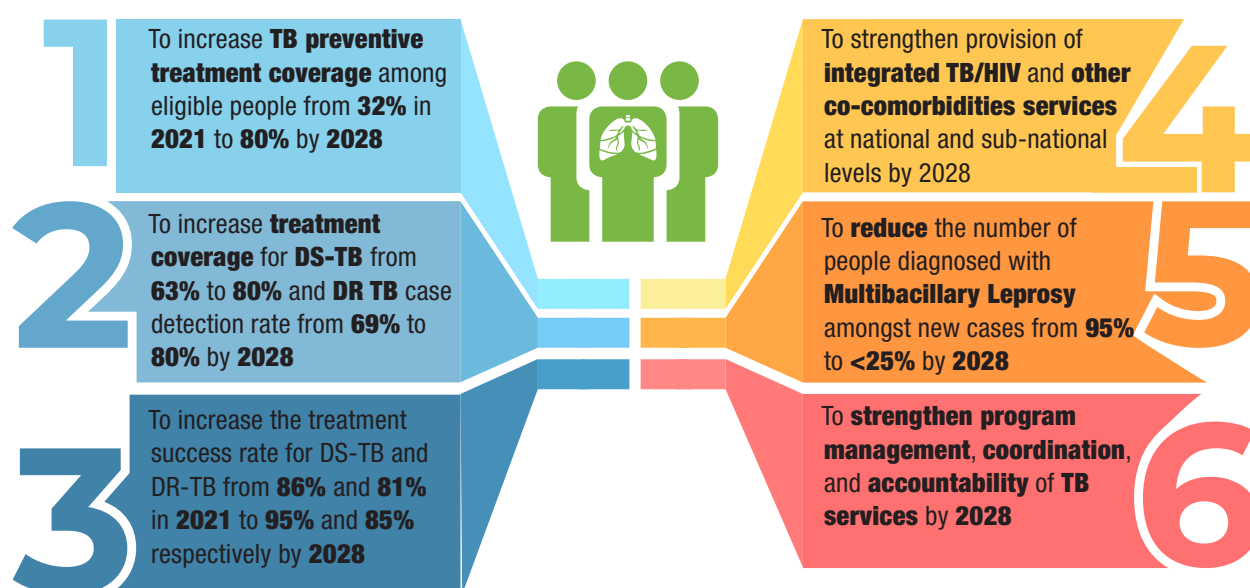 1
To increase TB preventive
treatment coverage among
eligible people from 32% in
2021 to 80% by 2028
2
To increase treatment
coverage for DS-TB from
63% to 80% and DR TB case
detection rate from 69% to
80% by 2028
3
To increase the treatment
success rate for DS-TB and
DR-TB from 86% and 81%
in 2021 to 95% and 85%
respectively by 2028
4
To strengthen provision of
integrated TB/HIV and other
co-comorbidities services
at national and sub-national
levels by 2028
5
To reduce the number of
people diagnosed with
Multibacillary Leprosy
amongst new cases from 95%
to <25% by 2028
6
To strengthen program
management, coordination,
and accountability of TB
services by 2028